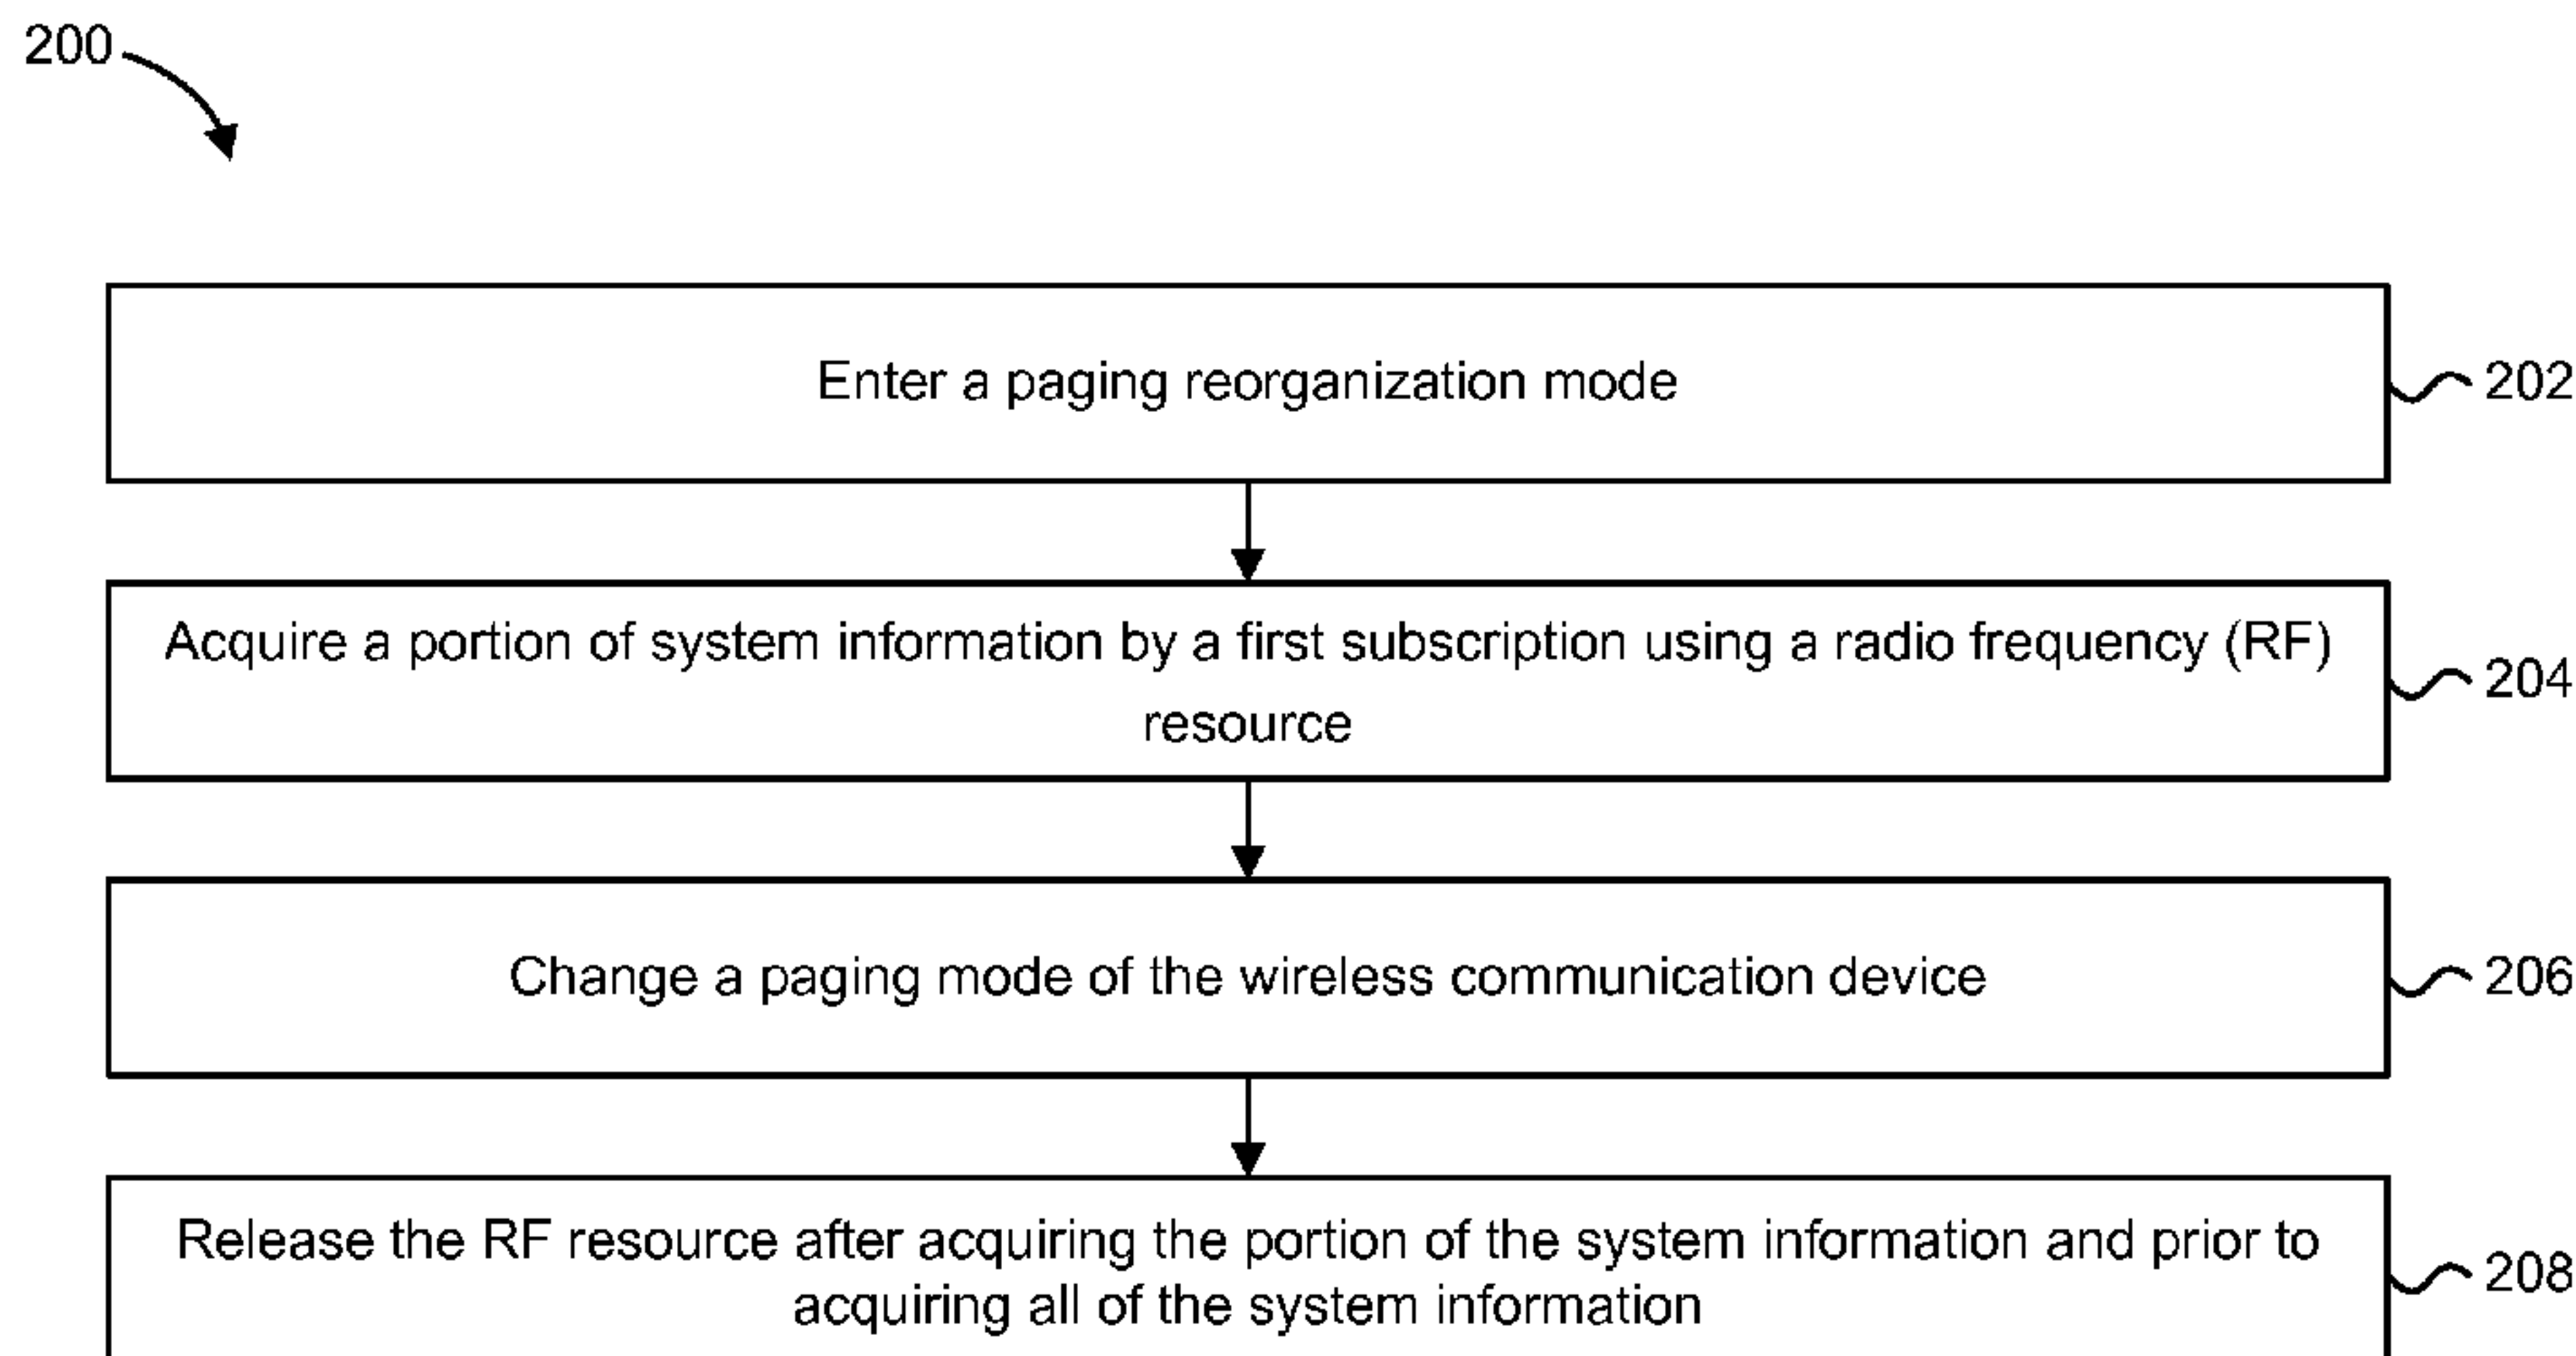 200
Enter a paging reorganization mode
202
Acquire a portion of system information by a first subscription using a radio frequency (RF)
resource
204
Change a paging mode of the wireless communication device
206
Release the RF resource after acquiring the portion of the system information and prior to
acquiring all of the system information
208